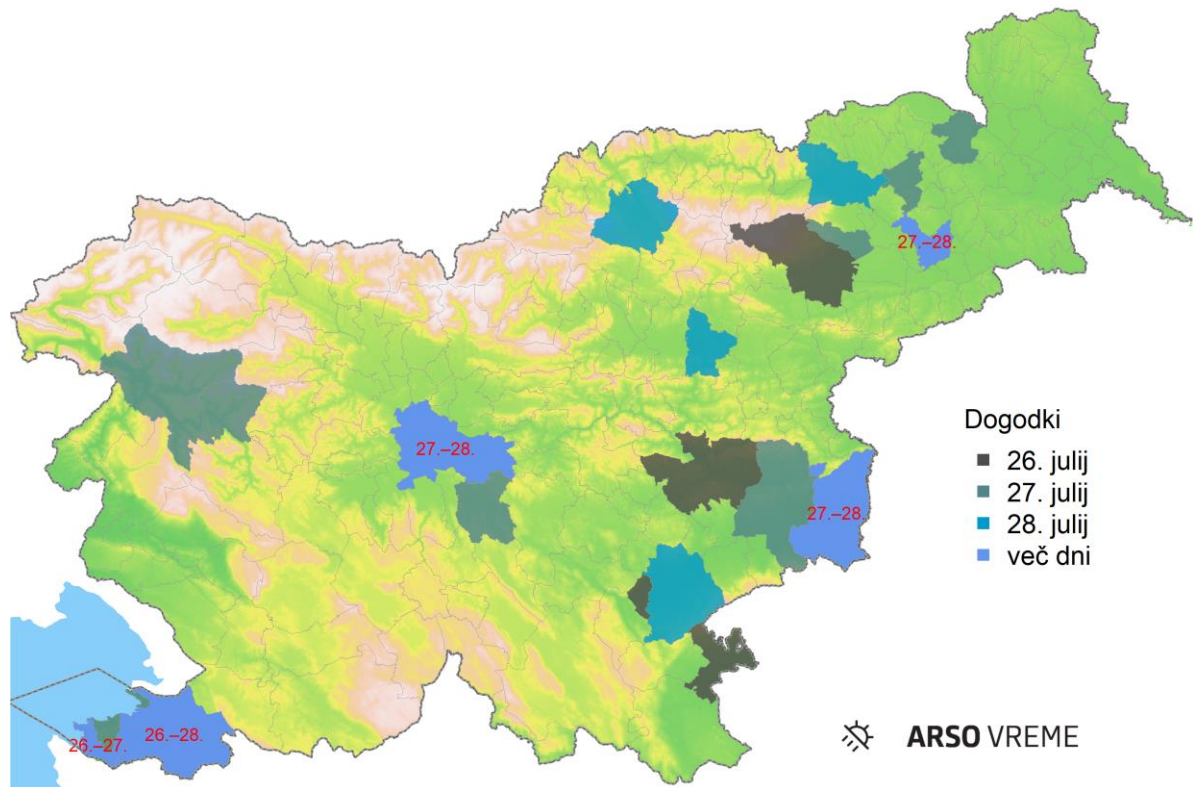 27.–28.
27.–28.
Dogodki
26. julij
27. julij
28. julij
več dni
27.–28.
26.–27.
26.–28.
ARSO VREME